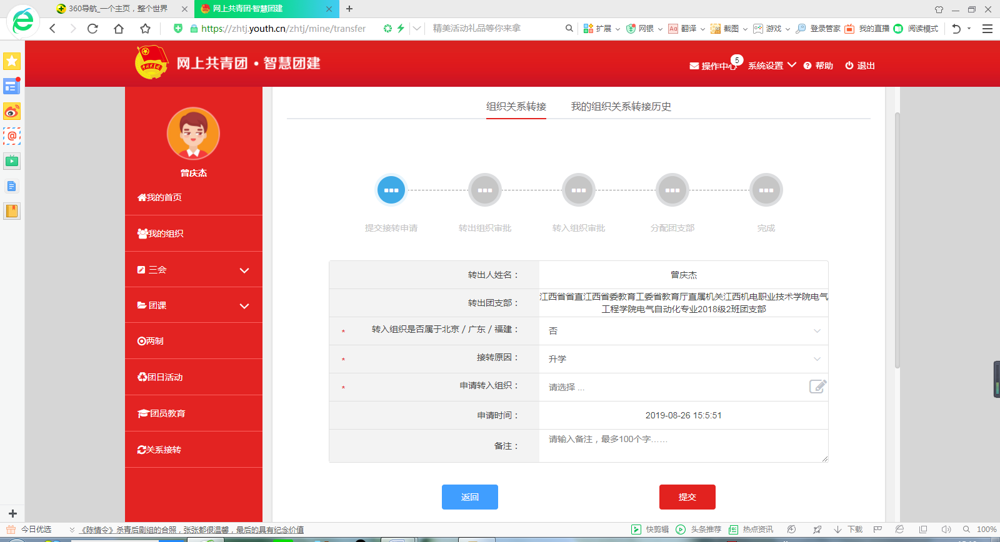 360导航_一个主页，整个世界
网上共青团·智慧团建
https://zhtj.youth.cn/zhtj/mine/transfer
精美活动礼品等你来拿
扩展
网银
Aa
翻译
截图
游戏
登录管家
我的直播
阅读模式
网上共青团·智慧团建
操作中心
5
系统设置
帮助
退出
曾庆杰
我的首页
我的组织
三会
团课
两制
团日活动
团员教育
关系接转
组织关系转接
我的组织关系转接历史
提交接转申请
转出组织审批
转入组织审批
分配团支部
完成
转出人姓名：
曾庆杰
转出团支部：
江西省省直江西省委教育工委省教育厅直属机关江西机电职业技术学院电气
工程学院电气自动化专业2018级2班团支部
* 转入组织是否属于北京 / 广东 / 福建：
否
* 接转原因：
升学
* 申请转入组织：
请选择 ...
申请时间：
2019-08-26 15:5:51
备注：
请输入备注，最多100个字……
返回
提交
今日优选
《陈情令》杀青后剧组的合照，张张都很温馨，最后的具有纪念价值
快剪辑
头条推荐
热点资讯
下载
100%